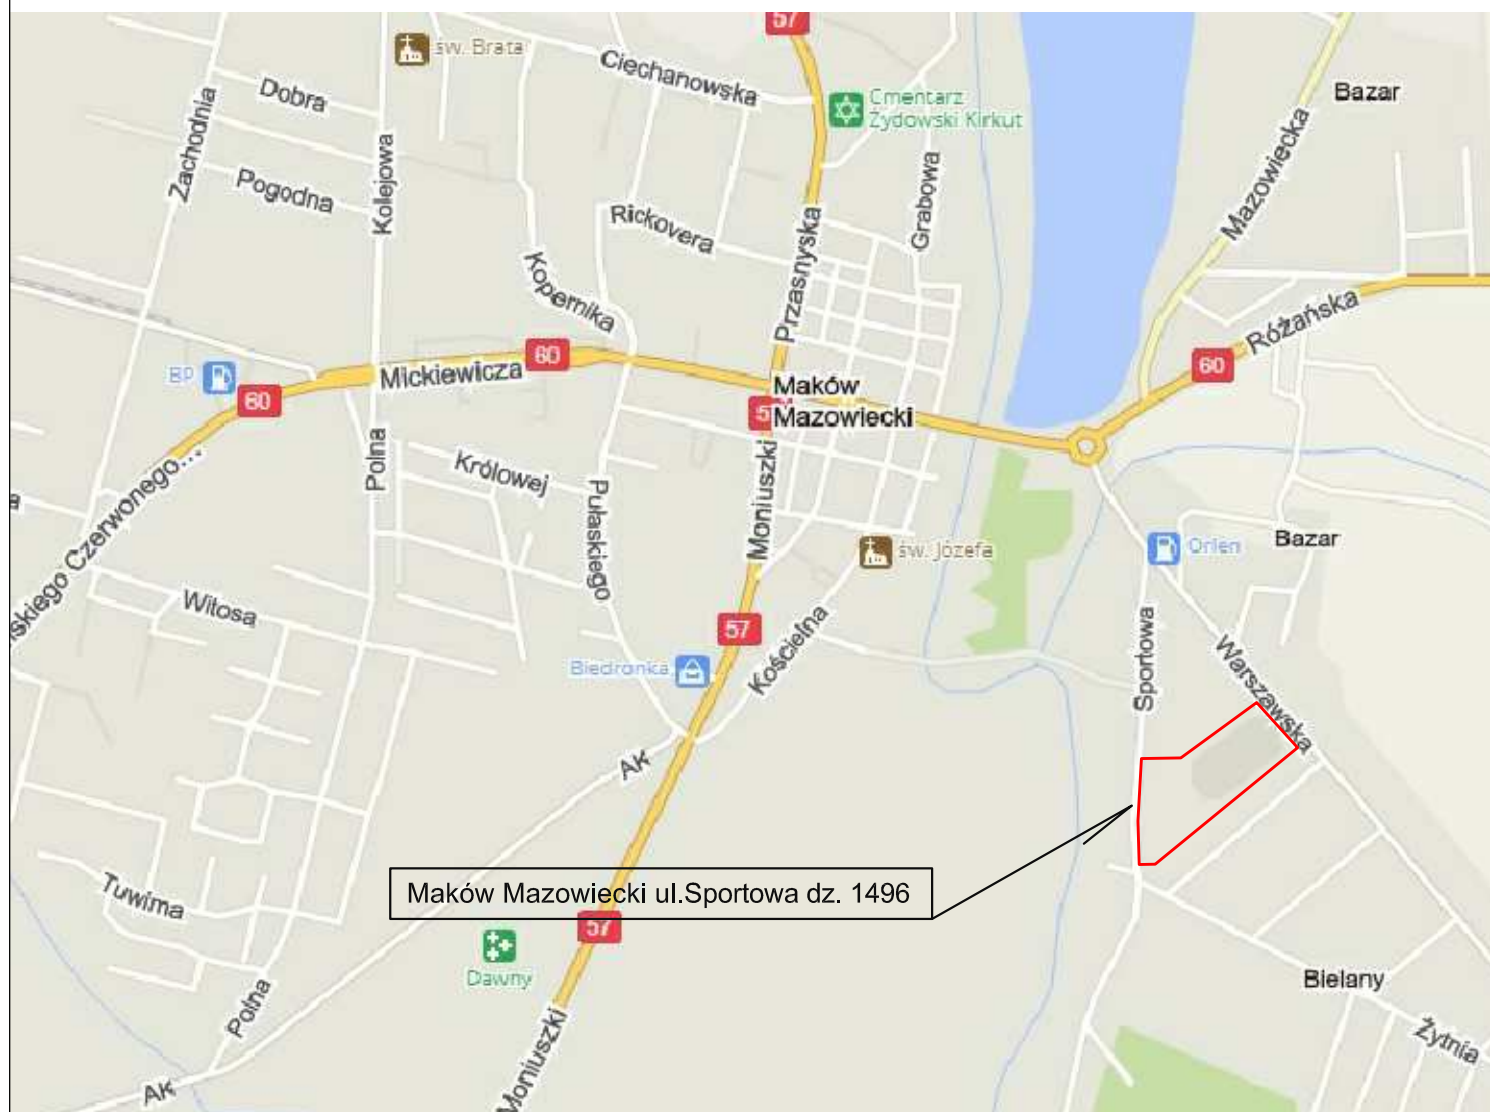 57
św. Brata
Ciechanowska
Bazar
Dobra
Cmentarz
Żydowski Kirkut
Zachodnia
Kolejowa
Mazowiecka
Pogodna
Grabowa
Rickovera
Przasnyska
Kopernika
Różańska
60
60
BP
Mickiewicza
60
Maków
5
Mazowiecki
Polna
Królowej
Moniuszki
skiego Czerwonego...
Pułaskiego
św. Józefa
Orlen
Bazar
Witosa
57
Kościelna
Sportowa
Warszawska
Biedronka
AK
Tuwima
Maków Mazowiecki ul.Sportowa dz. 1496
57
Dawny
Polna
Bielany
Żytnia
Moniuszki
AK